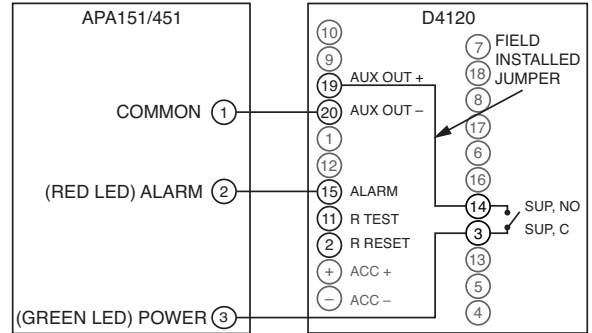 APA151/451
D4120
10
9
19 AUX OUT +
20 AUX OUT –
1
12
15 ALARM
11 R TEST
2 R RESET
+ ACC +
– ACC –
COMMON 1
(RED LED) ALARM 2
(GREEN LED) POWER 3
7
18
8
17
6
16
14 SUP, NO
3 SUP, C
13
5
4
FIELD
INSTALLED
JUMPER